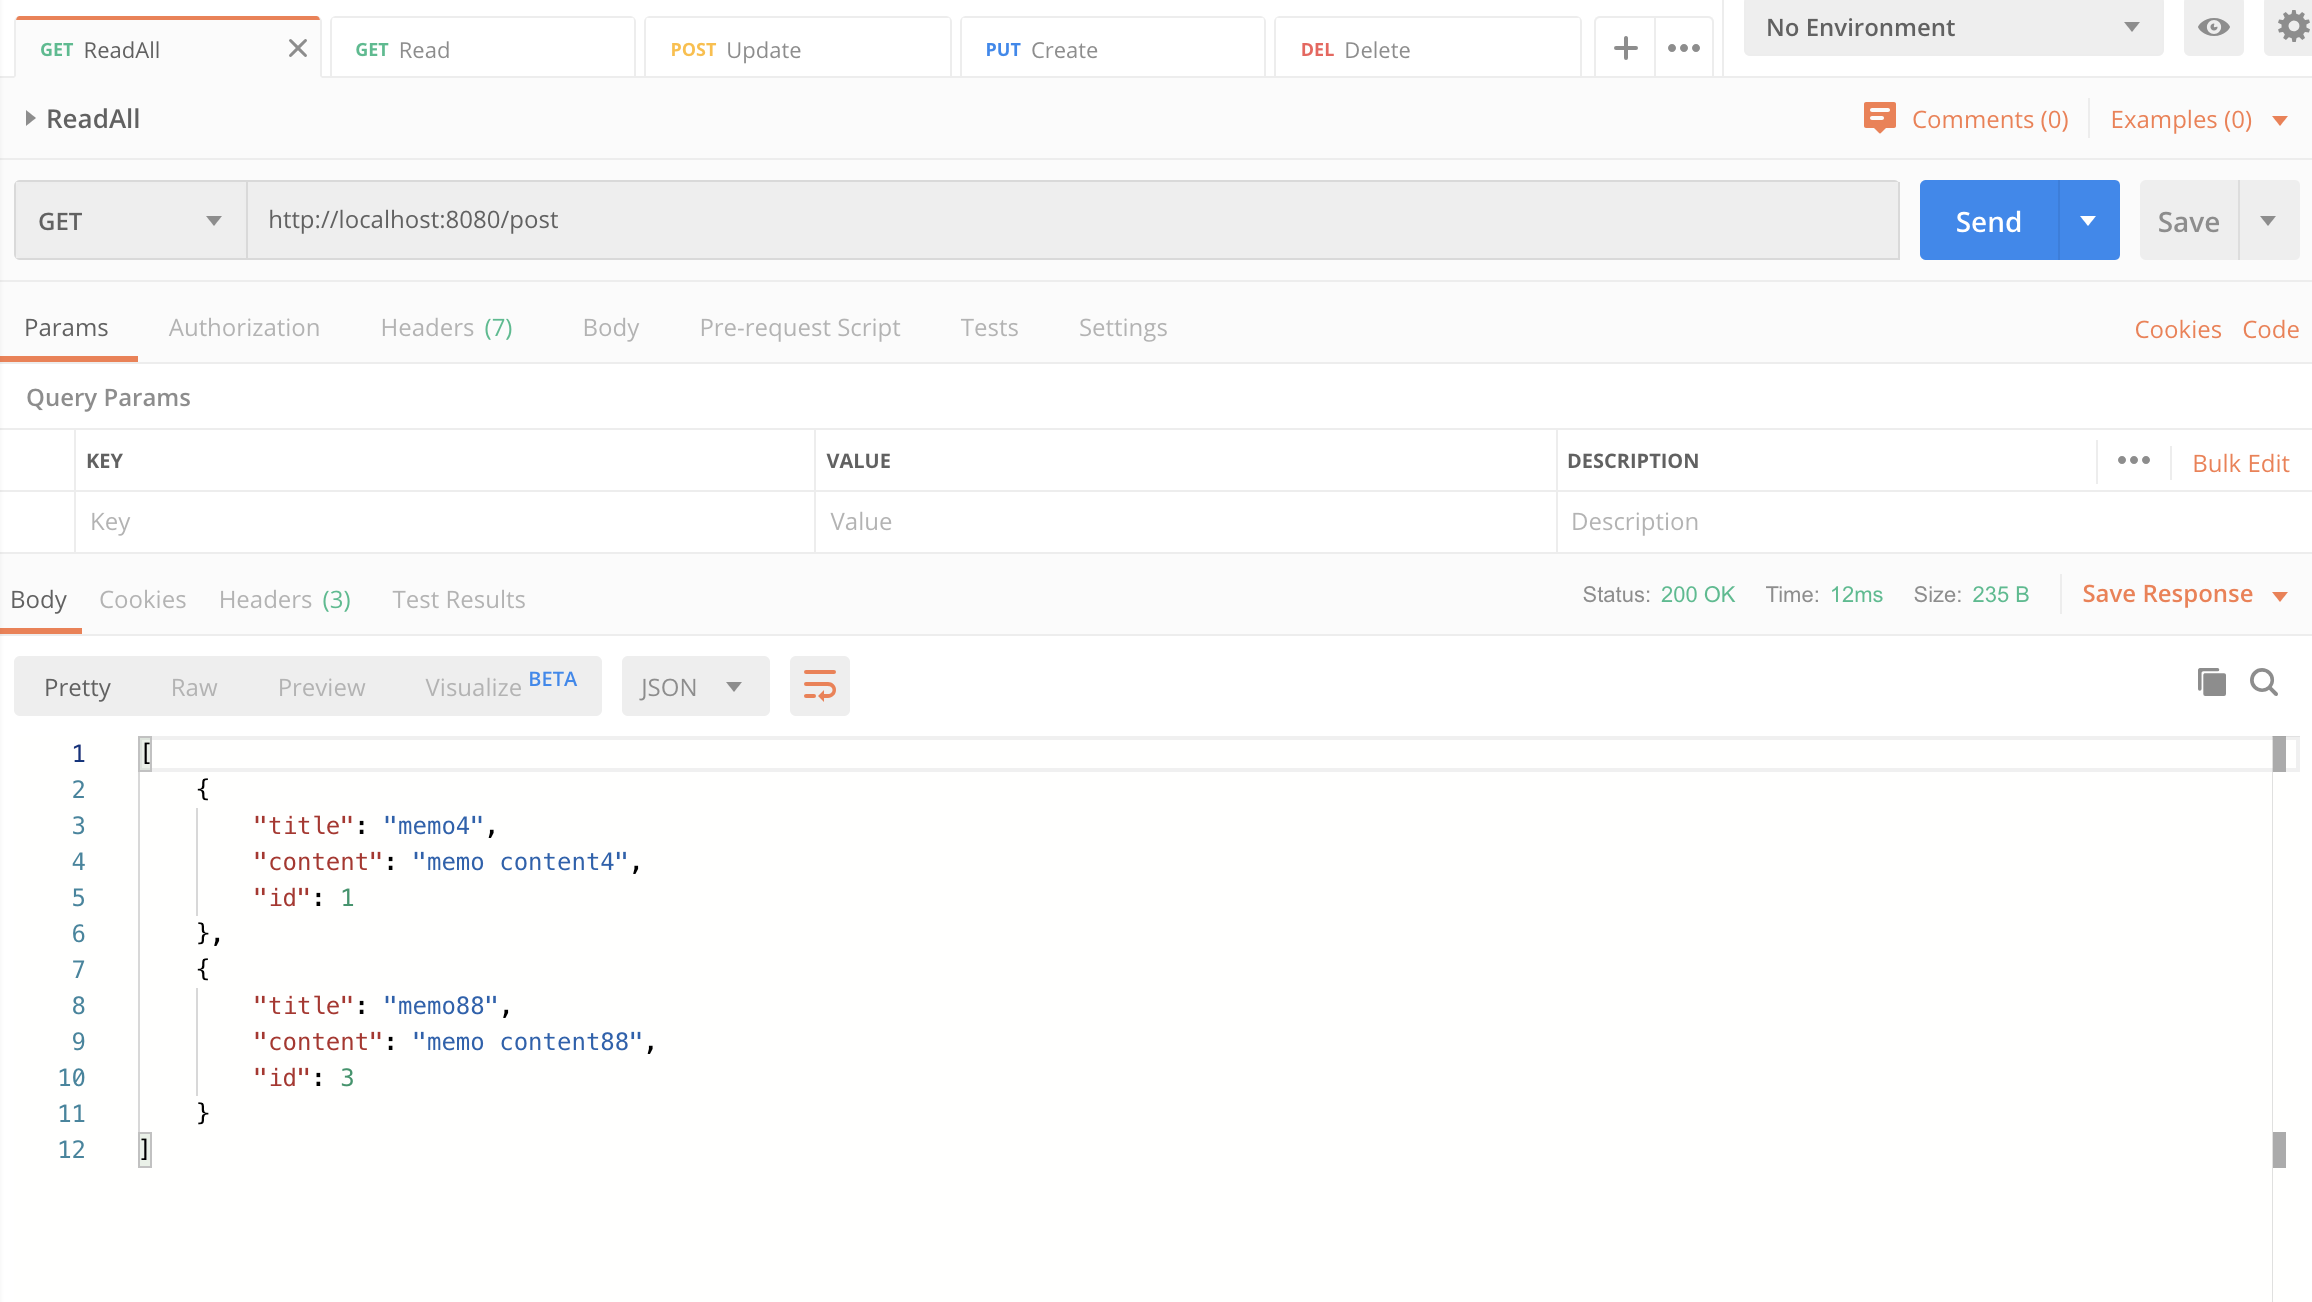 GET ReadAll GET Read POST Update PUT Create DEL Delete No Environment
ReadAll Comments (0) Examples (0)
GET http://localhost:8080/post Send Save
Params Authorization Headers (7) Body Pre-request Script Tests Settings Cookies Code
Query Params
KEY VALUE DESCRIPTION Bulk Edit
Key Value Description
Body Cookies Headers (3) Test Results Status: 200 OK Time: 12ms Size: 235 B Save Response
Pretty Raw Preview Visualize BETA JSON
1 [
2 {
3 "title": "memo4",
4 "content": "memo content4",
5 "id": 1
6 },
7 {
8 "title": "memo88",
9 "content": "memo content88",
10 "id": 3
11 }
12 ]